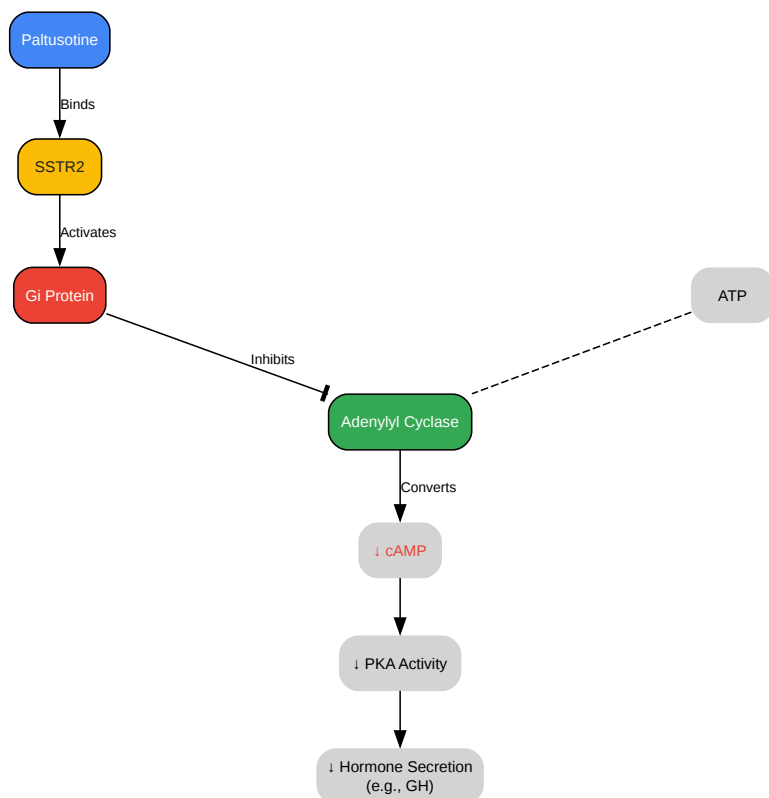 Paltusotine
Binds
SSTR2
Activates
Gi Protein
ATP
Inhibits
Adenylyl Cyclase
Converts
↓ cAMP
↓ PKA Activity
↓ Hormone Secretion
(e.g., GH)